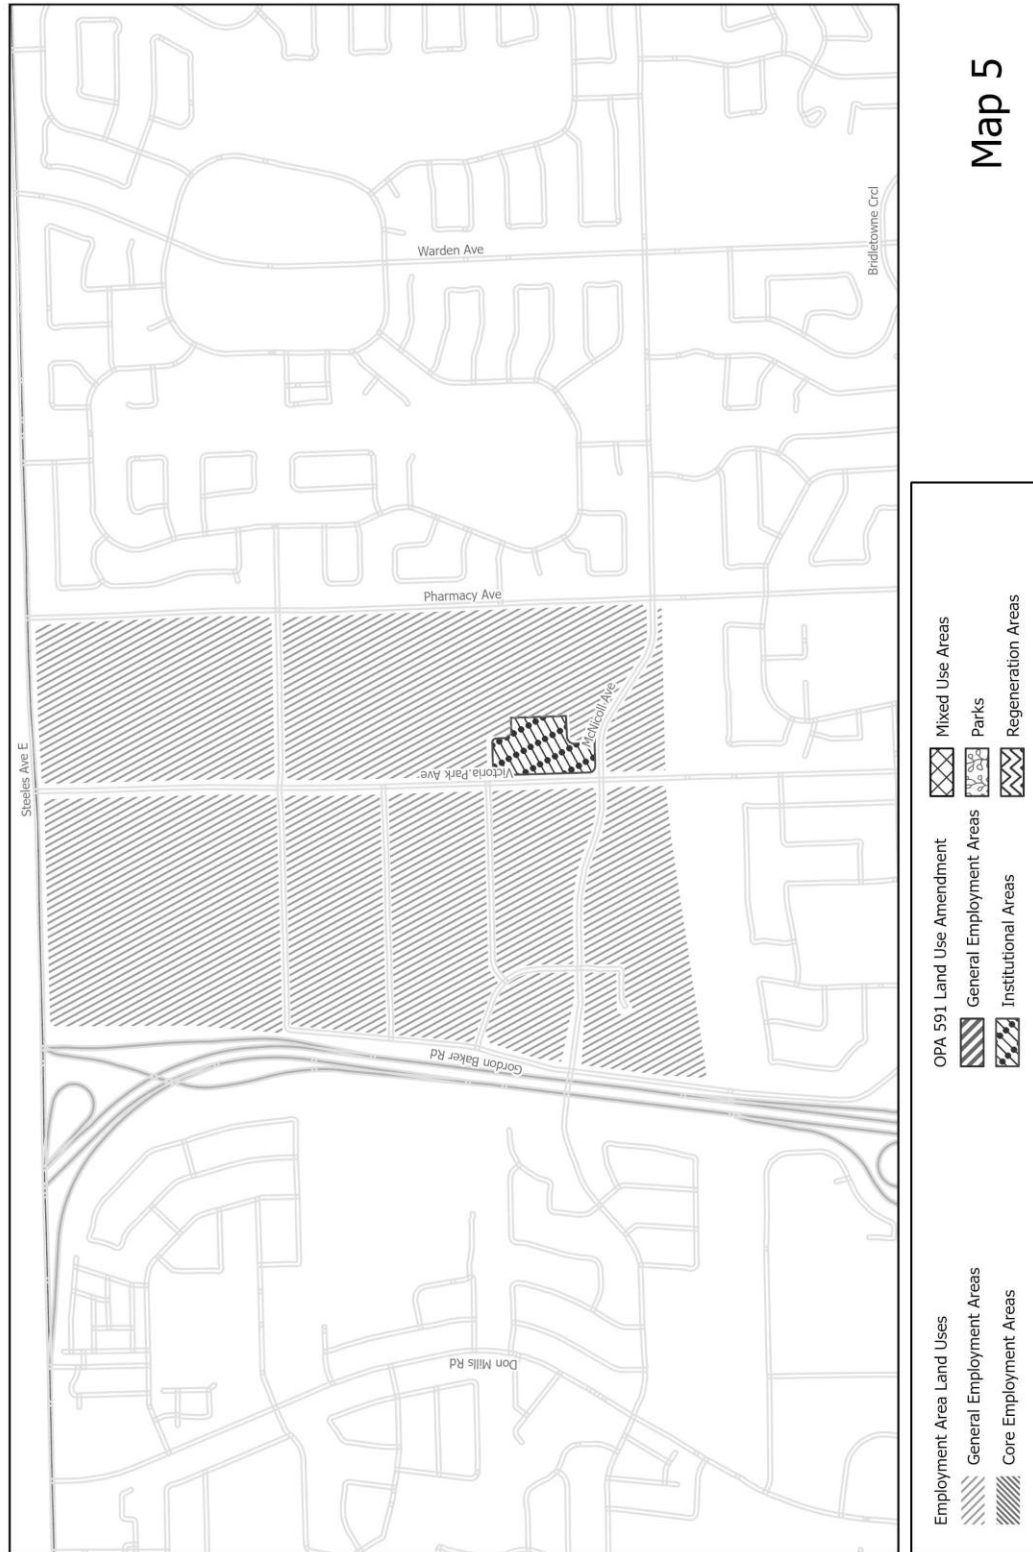 Map 5
Steeles Ave E
Warden Ave
Bridletowne Crcl
Pharmacy Ave
McNicoll Ave
Victoria Park Ave
Gordon Baker Rd
Don Mills Rd
Employment Area Land Uses
General Employment Areas
Core Employment Areas
OPA 591 Land Use Amendment
General Employment Areas
Institutional Areas
Mixed Use Areas
Parks
Regeneration Areas